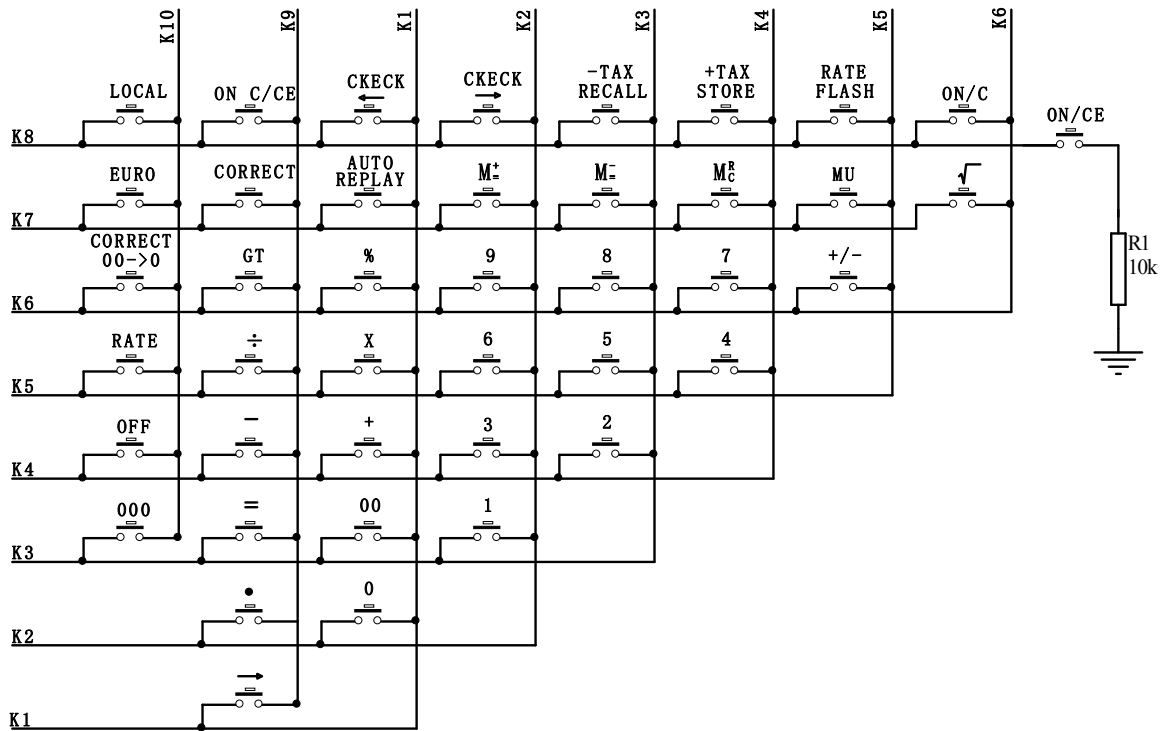 K10 K9 K1 K2 K3 K4 K5 K6
LOCAL ON C/CE CKECK ← CKECK → -TAX RECALL +TAX STORE RATE FLASH ON/C ON/CE
K8
EURO CORRECT AUTO REPLAY M+= M-= MRC MU √
K7
CORRECT 00->0 GT % 9 8 7 +/-
K6
R1
10k
RATE ÷ X 6 5 4
K5
OFF - + 3 2
K4
000 = 00 1
K3
• 0
K2
→
K1